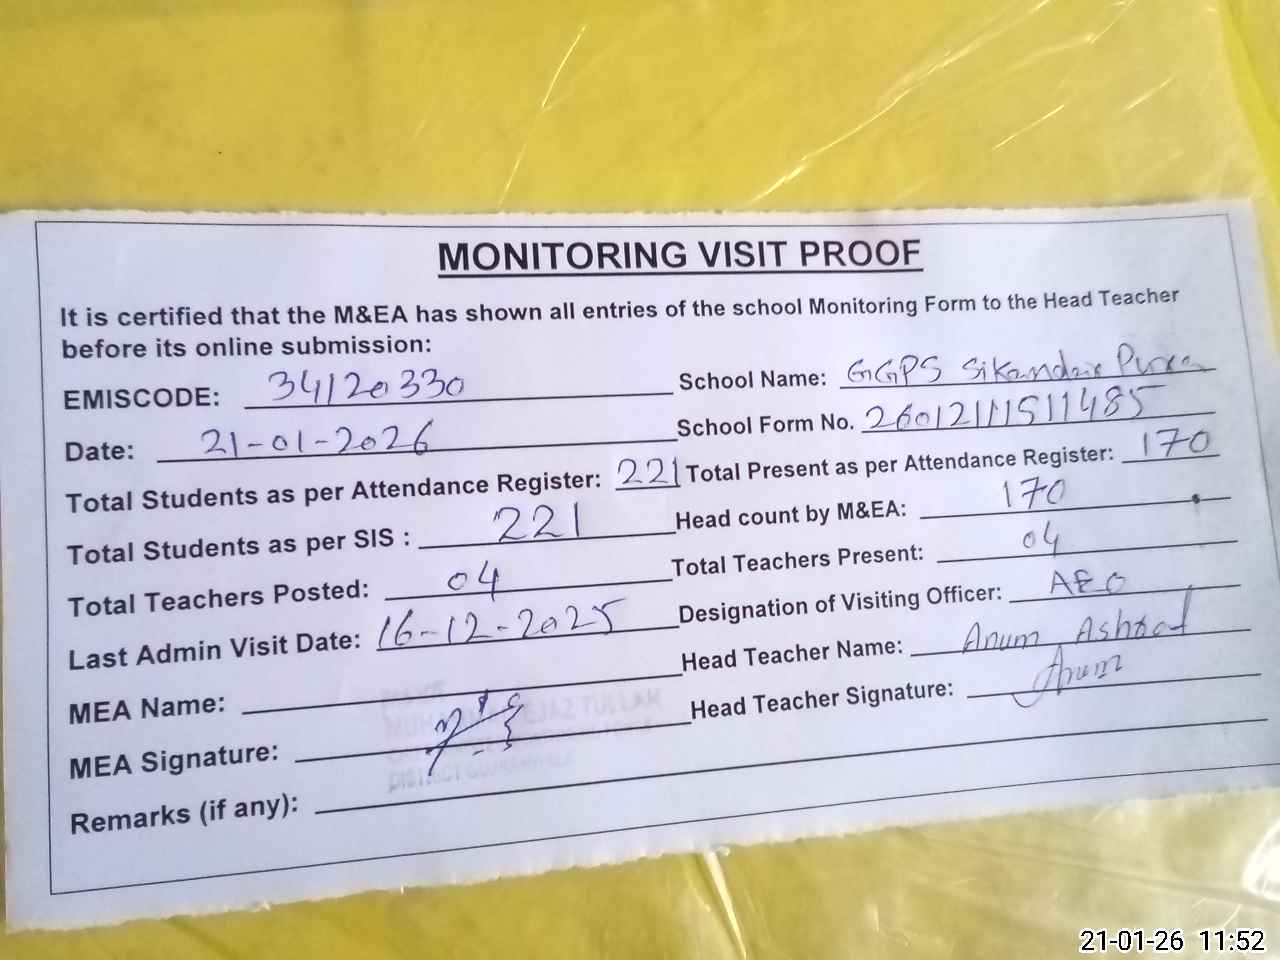 MONITORING VISIT PROOF
It is certified that the M&EA has shown all entries of the school Monitoring Form to the Head Teacher
before its online submission:
EMISCODE: 34120330 School Name: GGPS Sikandar Pura
Date: 21-01-2026 School Form No. 26012111511485
Total Students as per Attendance Register: 221 Total Present as per Attendance Register: 170
Total Students as per SIS : 221 Head count by M&EA: 170
Total Teachers Posted: 04 Total Teachers Present: 04
Last Admin Visit Date: 16-12-2025 Designation of Visiting Officer: AEO
MEA Name: Head Teacher Name: Anum Ashraf
MEA Signature: Head Teacher Signature: Anum
Remarks (if any):
21-01-26 11:52